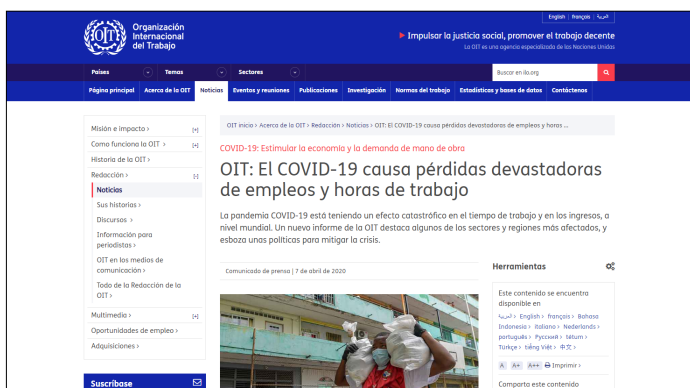 English | français | العربية
Organización
Internacional
del Trabajo
Impulsar la justicia social, promover el trabajo decente
La OIT es una agencia especializada de las Naciones Unidas
Países Temas Sectores
Buscar en ilo.org
Página principal Acerca de la OIT Noticias Eventos y reuniones Publicaciones Investigación Normas del trabajo Estadísticas y bases de datos Contáctenos
Misión e impacto > [+]
Como funciona la OIT > [+]
Historia de la OIT >
Redacción > [-]
Noticias
Sus historias >
Discursos >
Información para
periodistas >
OIT en los medios de
comunicación >
Todo de la Redacción de la
OIT >
Multimedia > [+]
Oportunidades de empleo >
Adquisiciones >
Suscríbase
OIT inicio > Acerca de la OIT > Redacción > Noticias > OIT: El COVID-19 causa pérdidas devastadoras de empleos y horas ...
COVID-19: Estimular la economía y la demanda de mano de obra
OIT: El COVID-19 causa pérdidas devastadoras
de empleos y horas de trabajo
La pandemia COVID-19 está teniendo un efecto catastrófico en el tiempo de trabajo y en los ingresos, a
nivel mundial. Un nuevo informe de la OIT destaca algunos de los sectores y regiones más afectados, y
esboza unas políticas para mitigar la crisis.
Comunicado de prensa | 7 de abril de 2020
Herramientas
Este contenido se encuentra
disponible en
العربية > English > français > Bahasa
Indonesia > italiano > Nederlands >
português > Русский > tétum >
Türkçe > tiếng Việt > 中文 >
A A+ A++ Imprimir >
Comparta este contenido